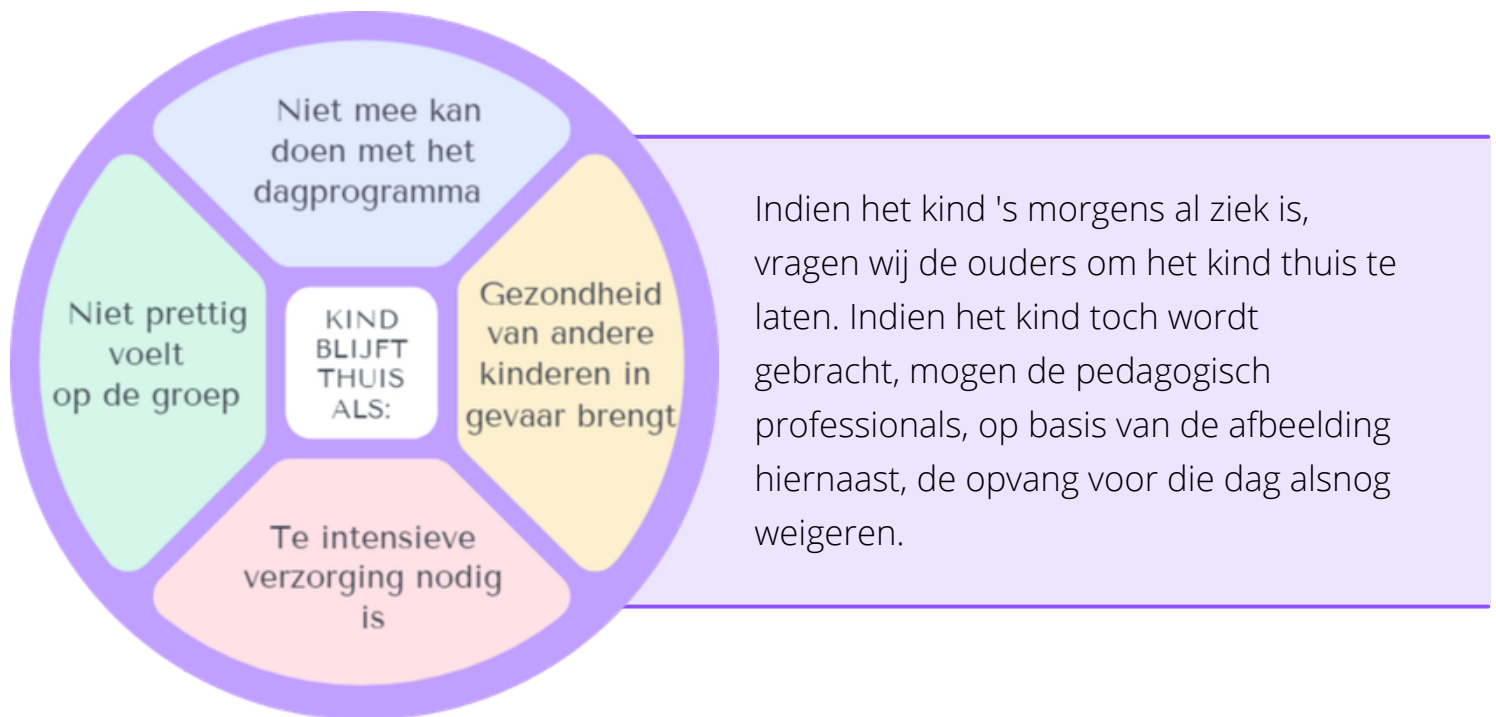 Niet mee kan
doen met het
dagprogramma
Niet prettig
voelt
op de groep
KIND
BLIJFT
THUIS
ALS:
Gezondheid
van andere
kinderen in
gevaar brengt
Te intensieve
verzorging nodig
is
Indien het kind 's morgens al ziek is,
vragen wij de ouders om het kind thuis te
laten. Indien het kind toch wordt
gebracht, mogen de pedagogisch
professionals, op basis van de afbeelding
hiernaast, de opvang voor die dag alsnog
weigeren.